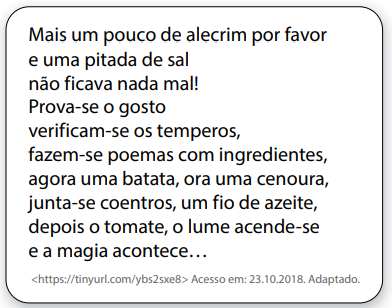 Mais um pouco de alecrim por favor
e uma pitada de sal
não ficava nada mal!
Prova-se o gosto
verificam-se os temperos,
fazem-se poemas com ingredientes,
agora uma batata, ora uma cenoura,
junta-se coentros, um fio de azeite,
depois o tomate, o lume acende-se
e a magia acontece...
<https://tinyurl.com/ybs2sxe8> Acesso em: 23.10.2018. Adaptado.